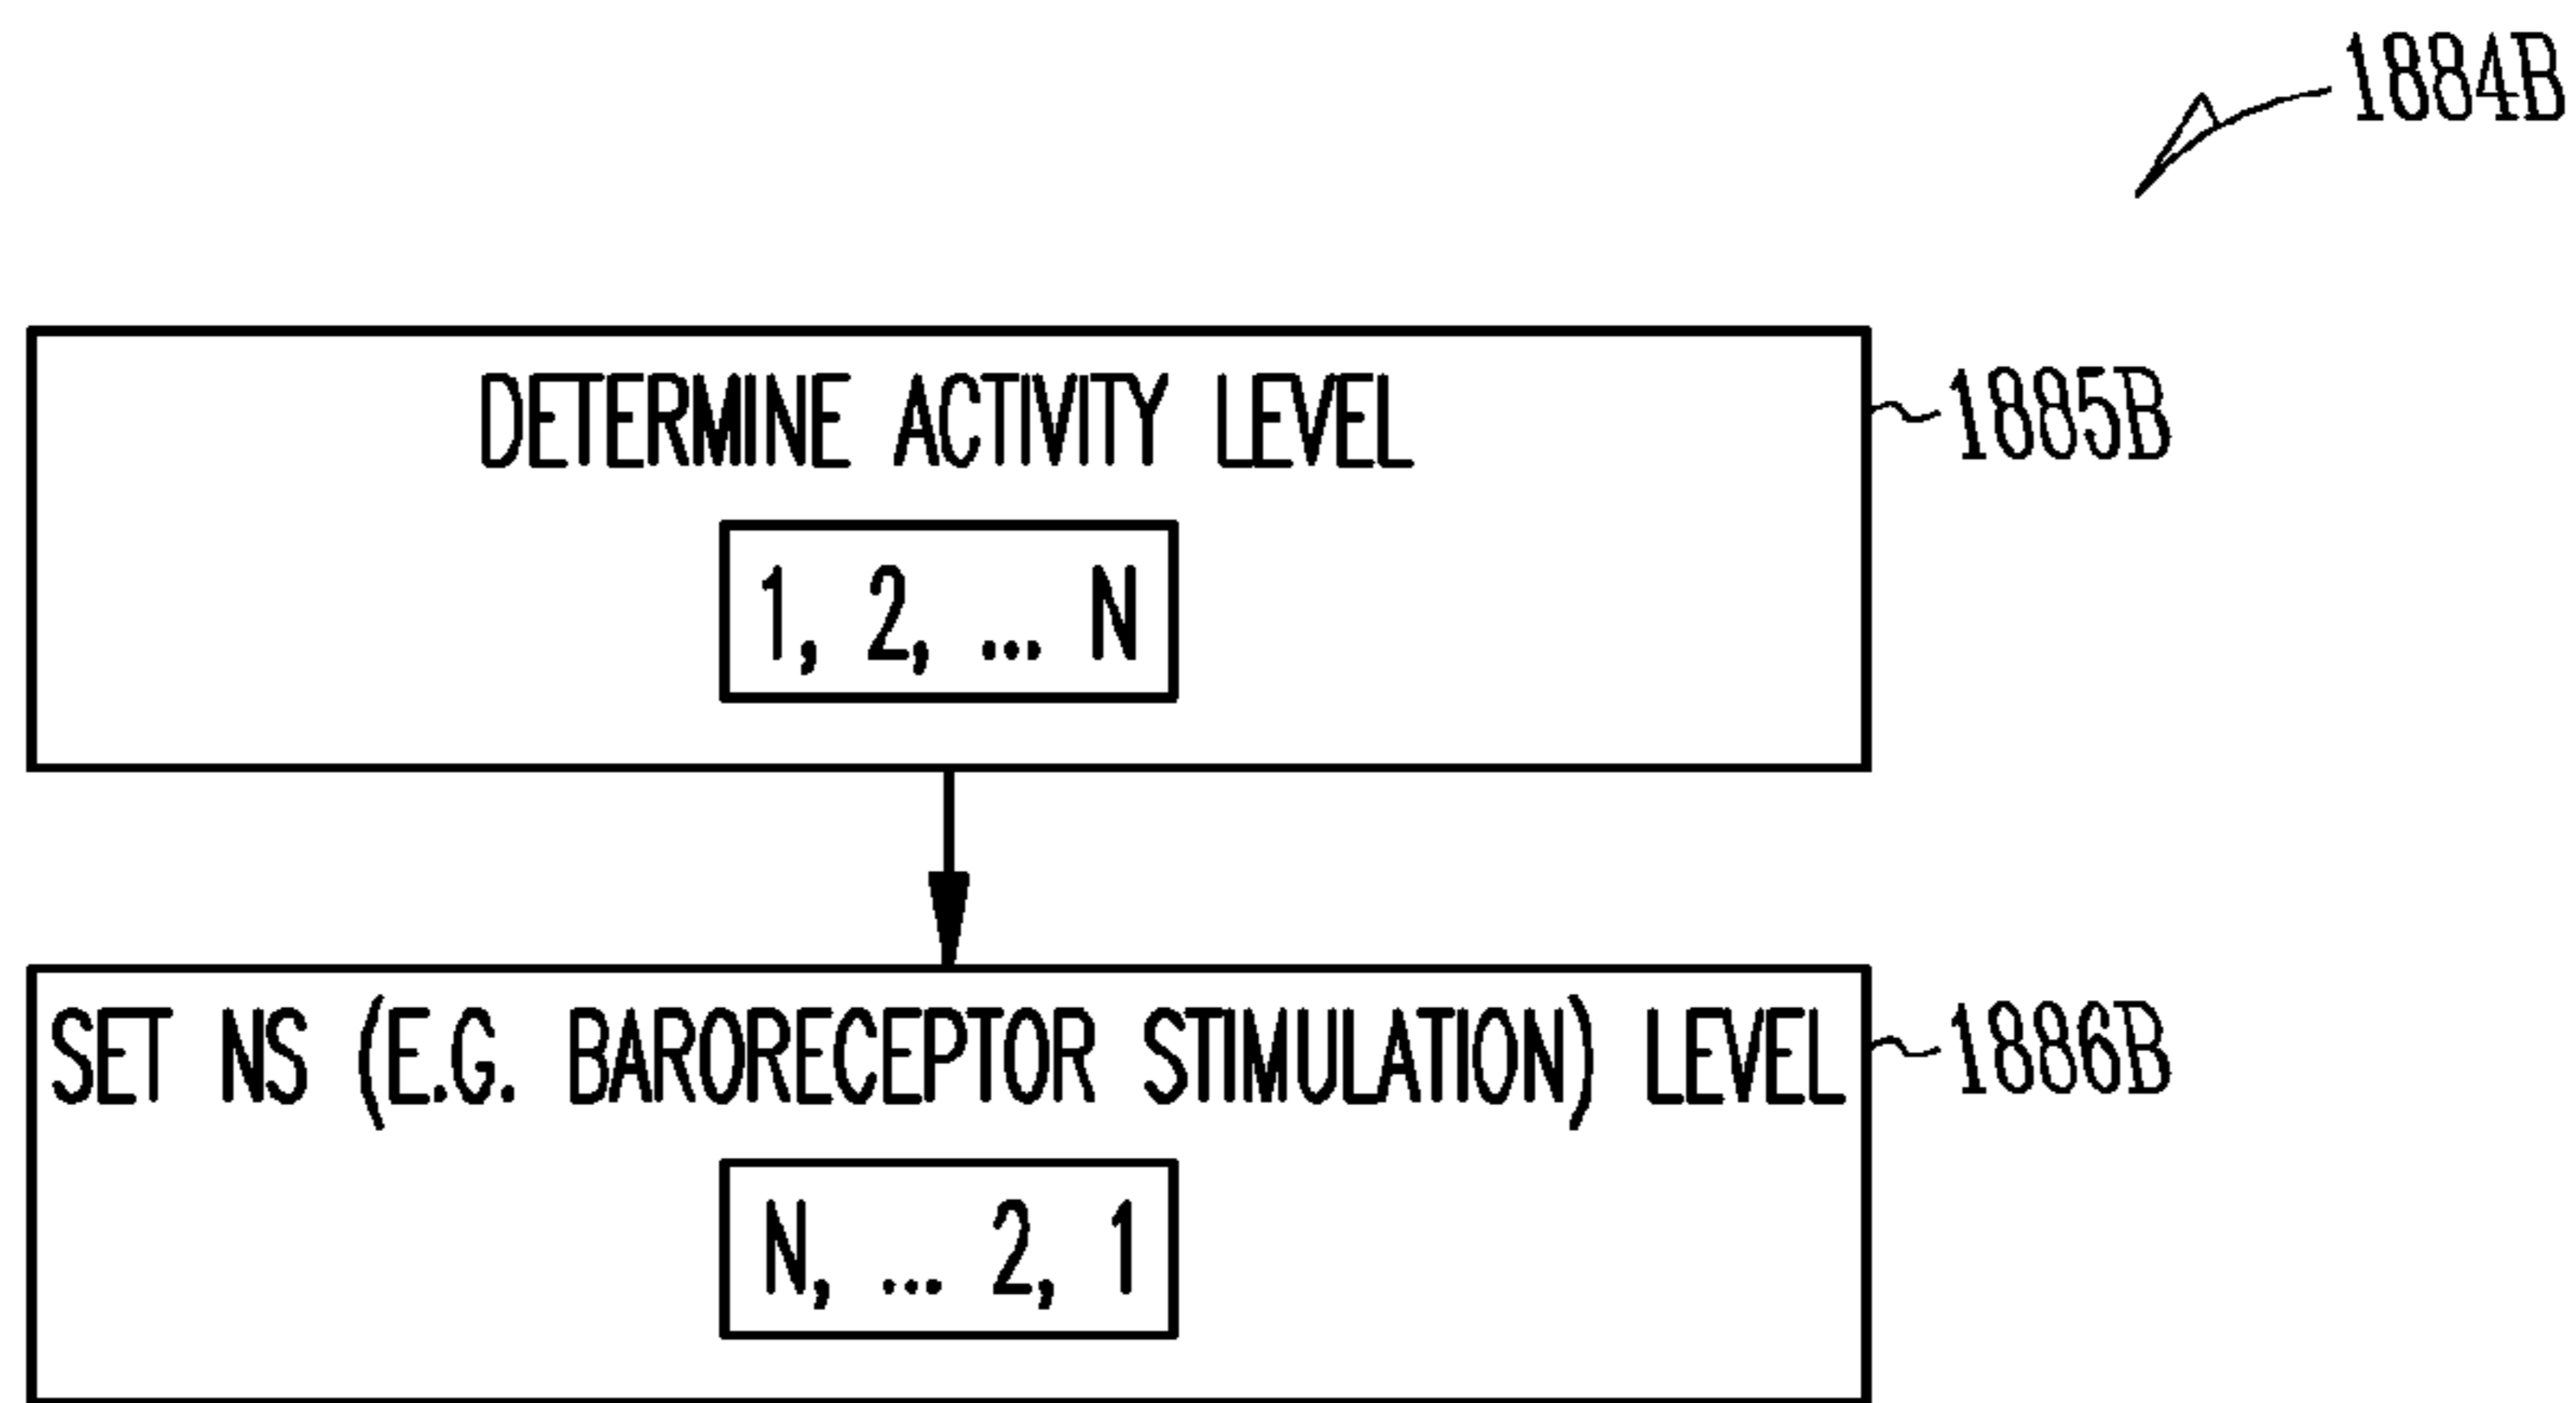 1884B
DETERMINE ACTIVITY LEVEL
1885B
1, 2, ... N
SET NS (E.G. BARORECEPTOR STIMULATION) LEVEL
1886B
N, ... 2, 1